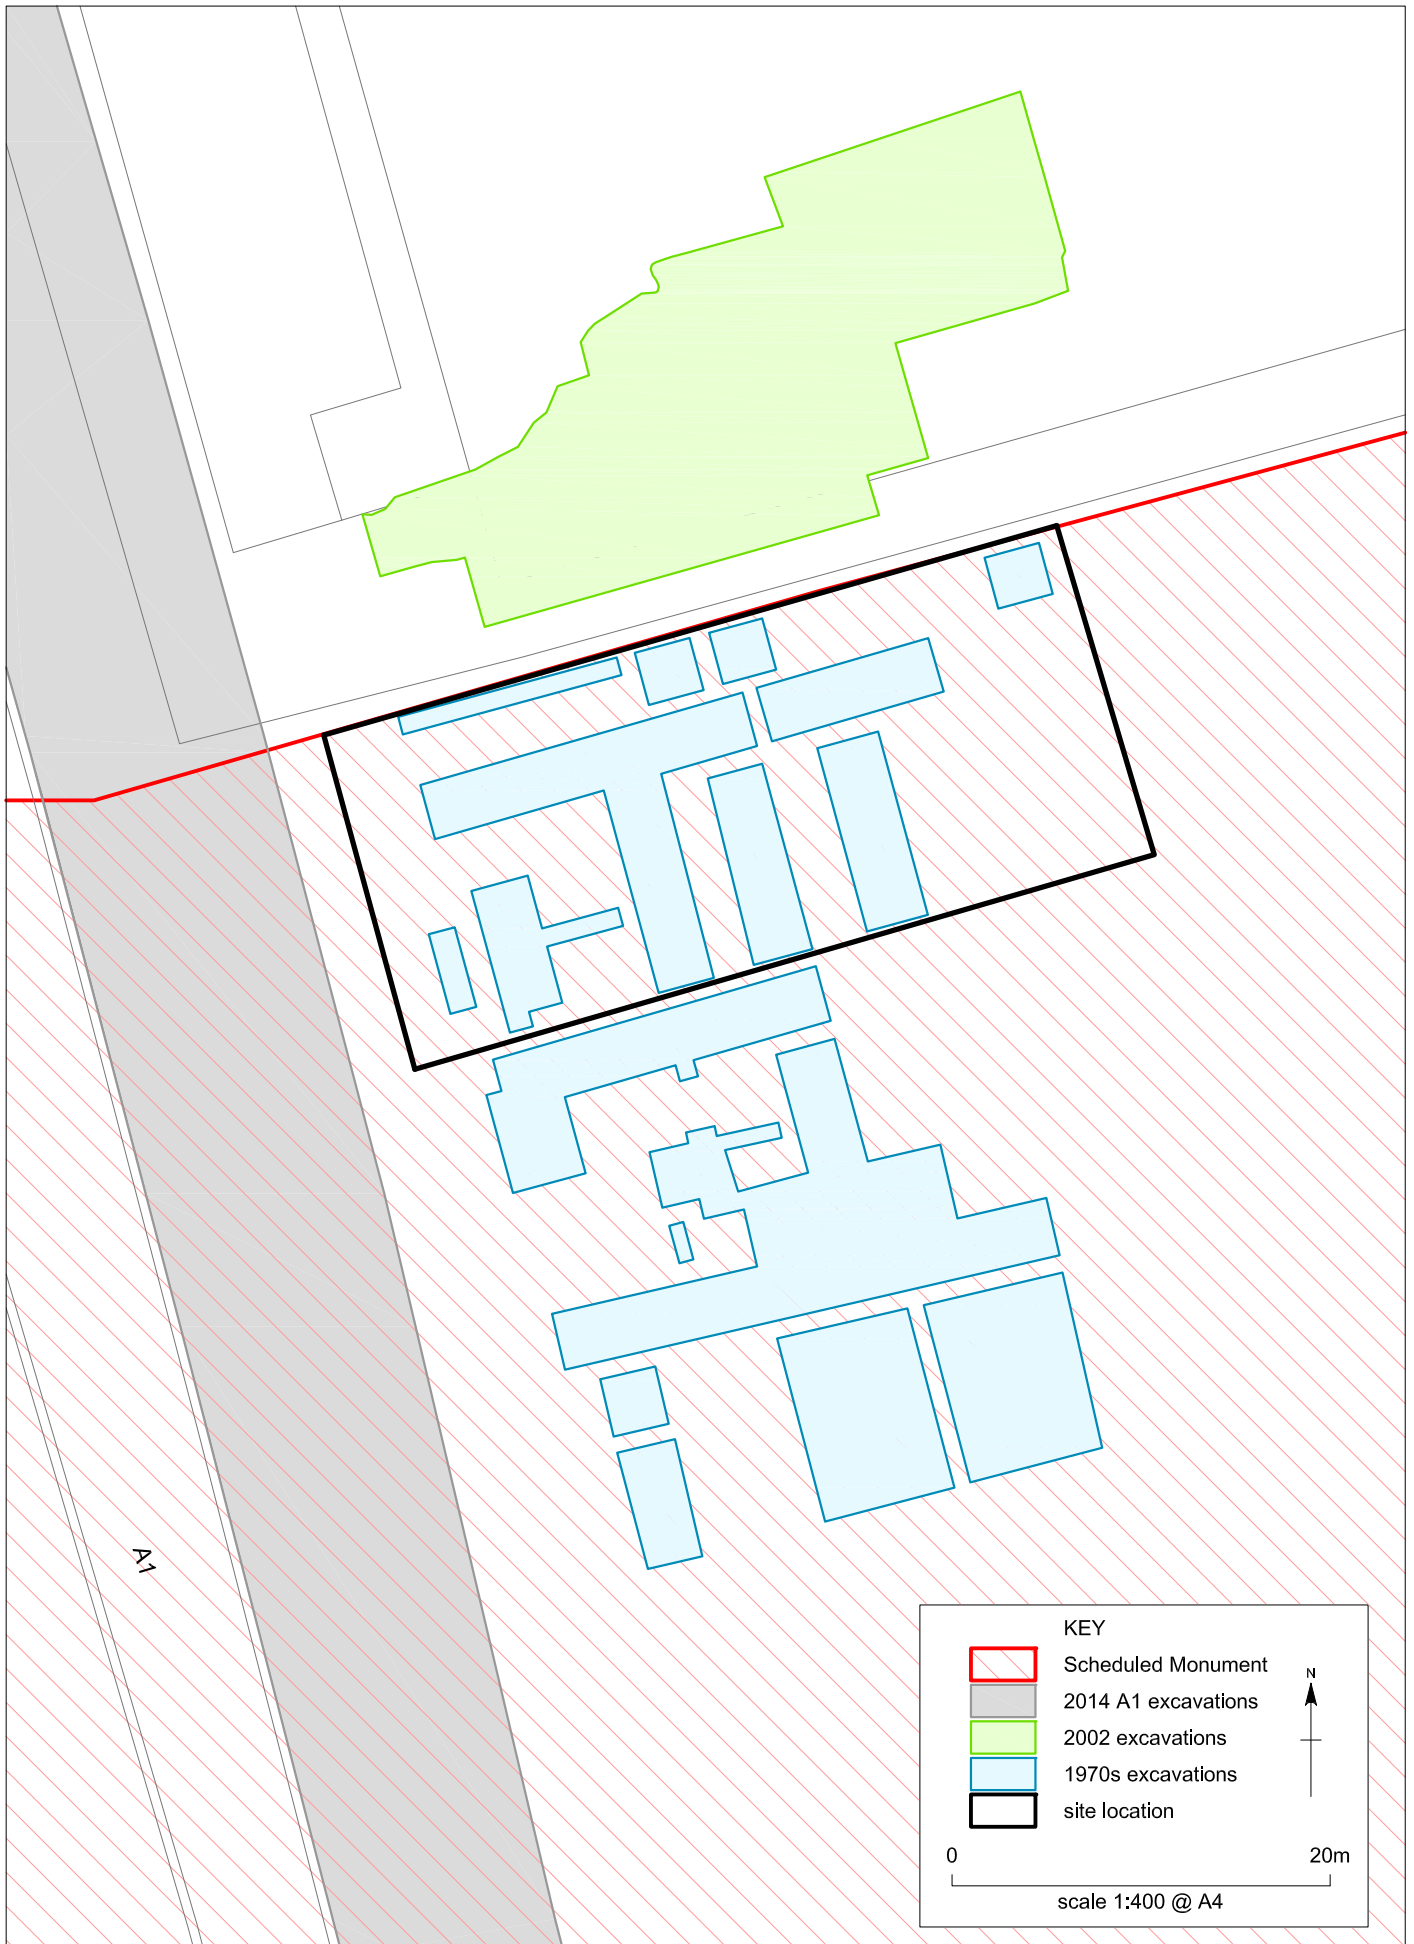 A1
KEY
Scheduled Monument
N
2014 A1 excavations
2002 excavations
1970s excavations
site location
0 20m
scale 1:400 @ A4